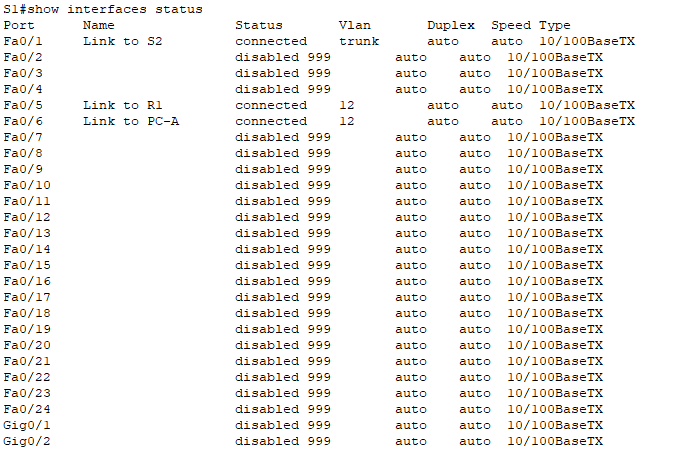 S1#show interfaces status
Port      Name               Status       Vlan       Duplex  Speed Type
Fa0/1     Link to S2         connected    trunk      auto    auto  10/100BaseTX
Fa0/2                        disabled 999        auto    auto  10/100BaseTX
Fa0/3                        disabled 999        auto    auto  10/100BaseTX
Fa0/4                        disabled 999        auto    auto  10/100BaseTX
Fa0/5     Link to R1         connected    12         auto    auto  10/100BaseTX
Fa0/6     Link to PC-A       connected    12         auto    auto  10/100BaseTX
Fa0/7                        disabled 999        auto    auto  10/100BaseTX
Fa0/8                        disabled 999        auto    auto  10/100BaseTX
Fa0/9                        disabled 999        auto    auto  10/100BaseTX
Fa0/10                       disabled 999        auto    auto  10/100BaseTX
Fa0/11                       disabled 999        auto    auto  10/100BaseTX
Fa0/12                       disabled 999        auto    auto  10/100BaseTX
Fa0/13                       disabled 999        auto    auto  10/100BaseTX
Fa0/14                       disabled 999        auto    auto  10/100BaseTX
Fa0/15                       disabled 999        auto    auto  10/100BaseTX
Fa0/16                       disabled 999        auto    auto  10/100BaseTX
Fa0/17                       disabled 999        auto    auto  10/100BaseTX
Fa0/18                       disabled 999        auto    auto  10/100BaseTX
Fa0/19                       disabled 999        auto    auto  10/100BaseTX
Fa0/20                       disabled 999        auto    auto  10/100BaseTX
Fa0/21                       disabled 999        auto    auto  10/100BaseTX
Fa0/22                       disabled 999        auto    auto  10/100BaseTX
Fa0/23                       disabled 999        auto    auto  10/100BaseTX
Fa0/24                       disabled 999        auto    auto  10/100BaseTX
Gig0/1                       disabled 999        auto    auto  10/100BaseTX
Gig0/2                       disabled 999        auto    auto  10/100BaseTX